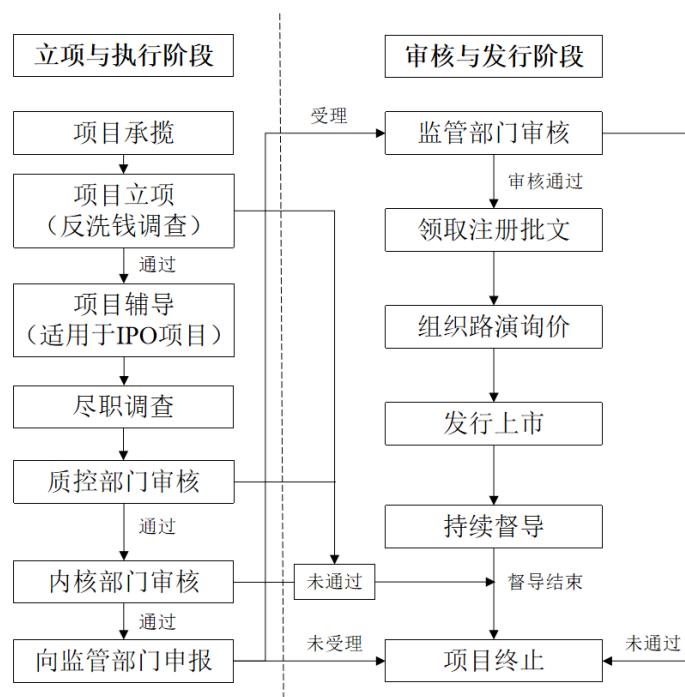 立项与执行阶段
项目承揽
项目立项
（反洗钱调查）
通过
项目辅导
（适用于IPO项目）
尽职调查
质控部门审核
通过
内核部门审核
通过
向监管部门申报
审核与发行阶段
受理
监管部门审核
审核通过
领取注册批文
组织路演询价
发行上市
持续督导
未通过
督导结束
未受理
项目终止
未通过